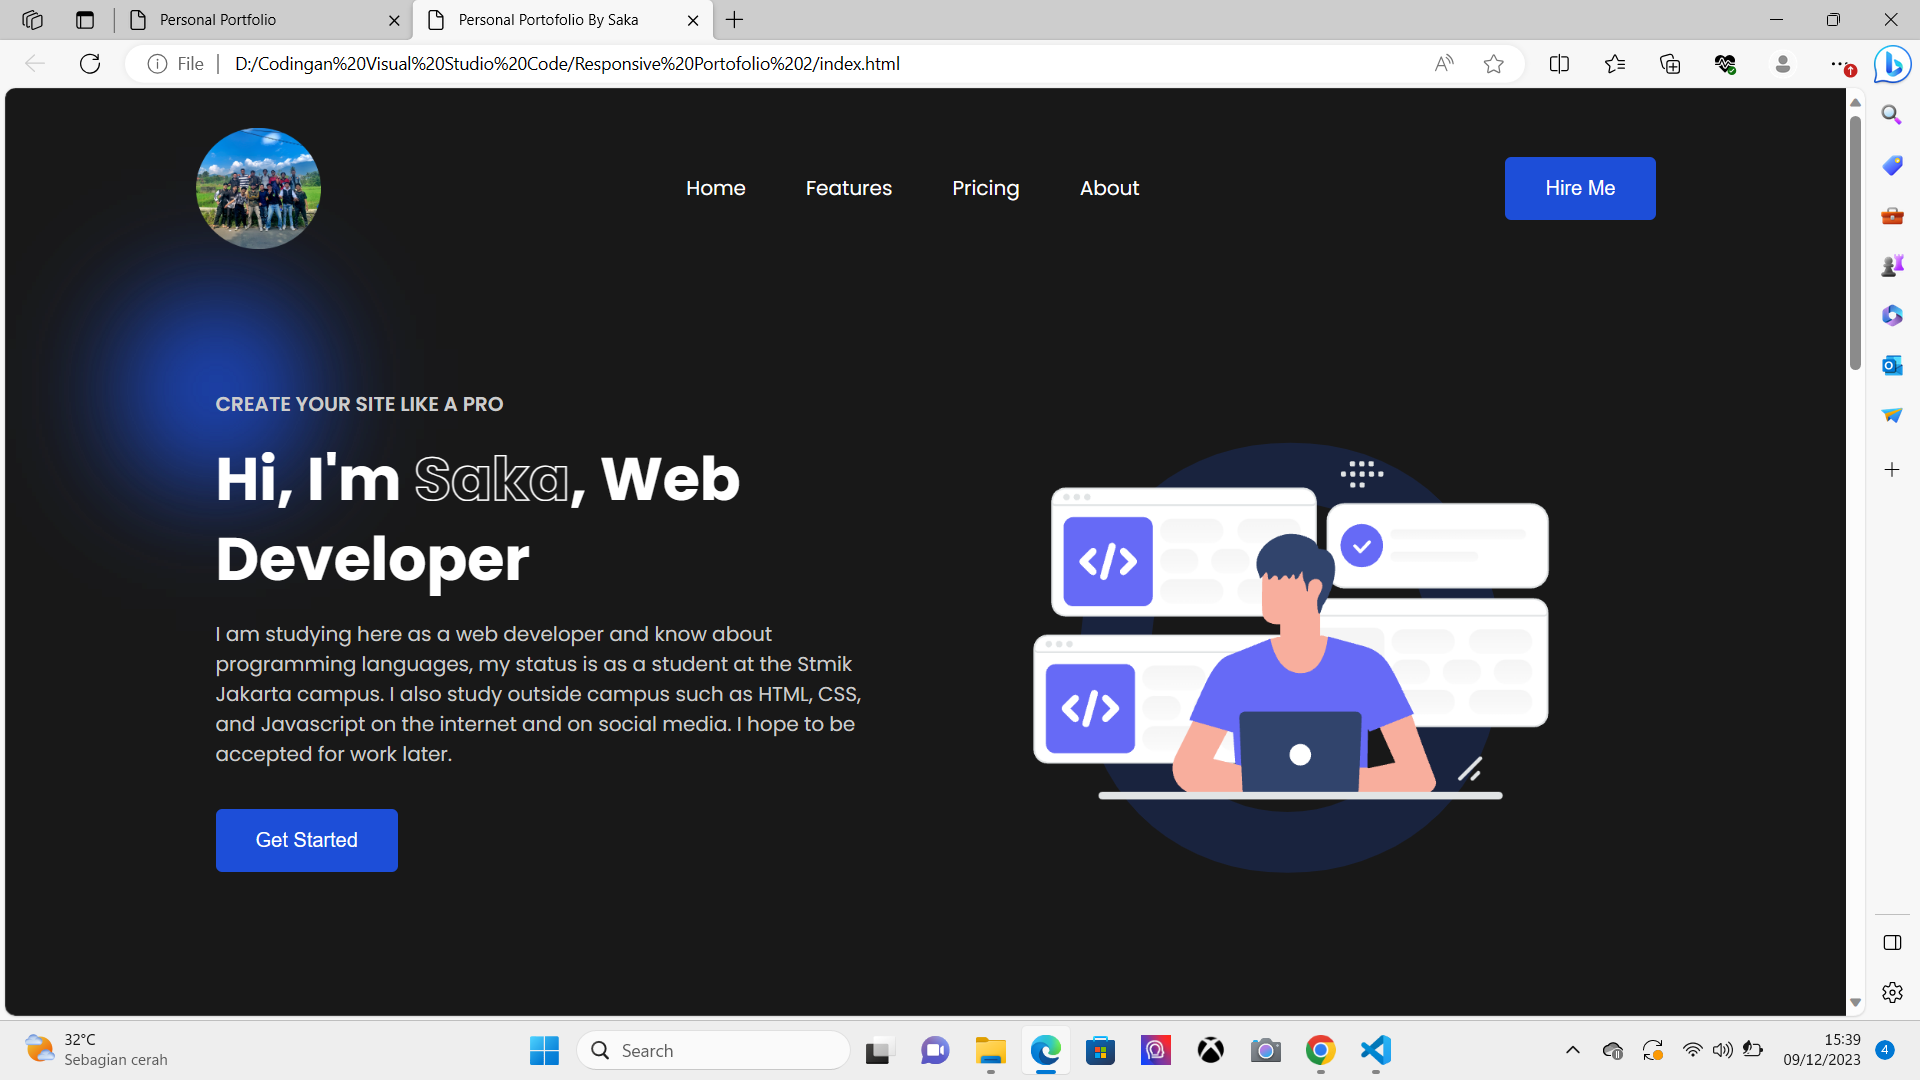 Personal Portfolio
Personal Portofolio By Saka
File
D:/Codingan%20Visual%20Studio%20Code/Responsive%20Portofolio%202/index.html
Home
Features
Pricing
About
Hire Me
CREATE YOUR SITE LIKE A PRO
Hi, I'm Saka, Web
Developer
I am studying here as a web developer and know about
programming languages, my status is as a student at the Stmik
Jakarta campus. I also study outside campus such as HTML, CSS,
and Javascript on the internet and on social media. I hope to be
accepted for work later.
Get Started
</>
</>
32°C
Sebagian cerah
Search
15:39
09/12/2023
4